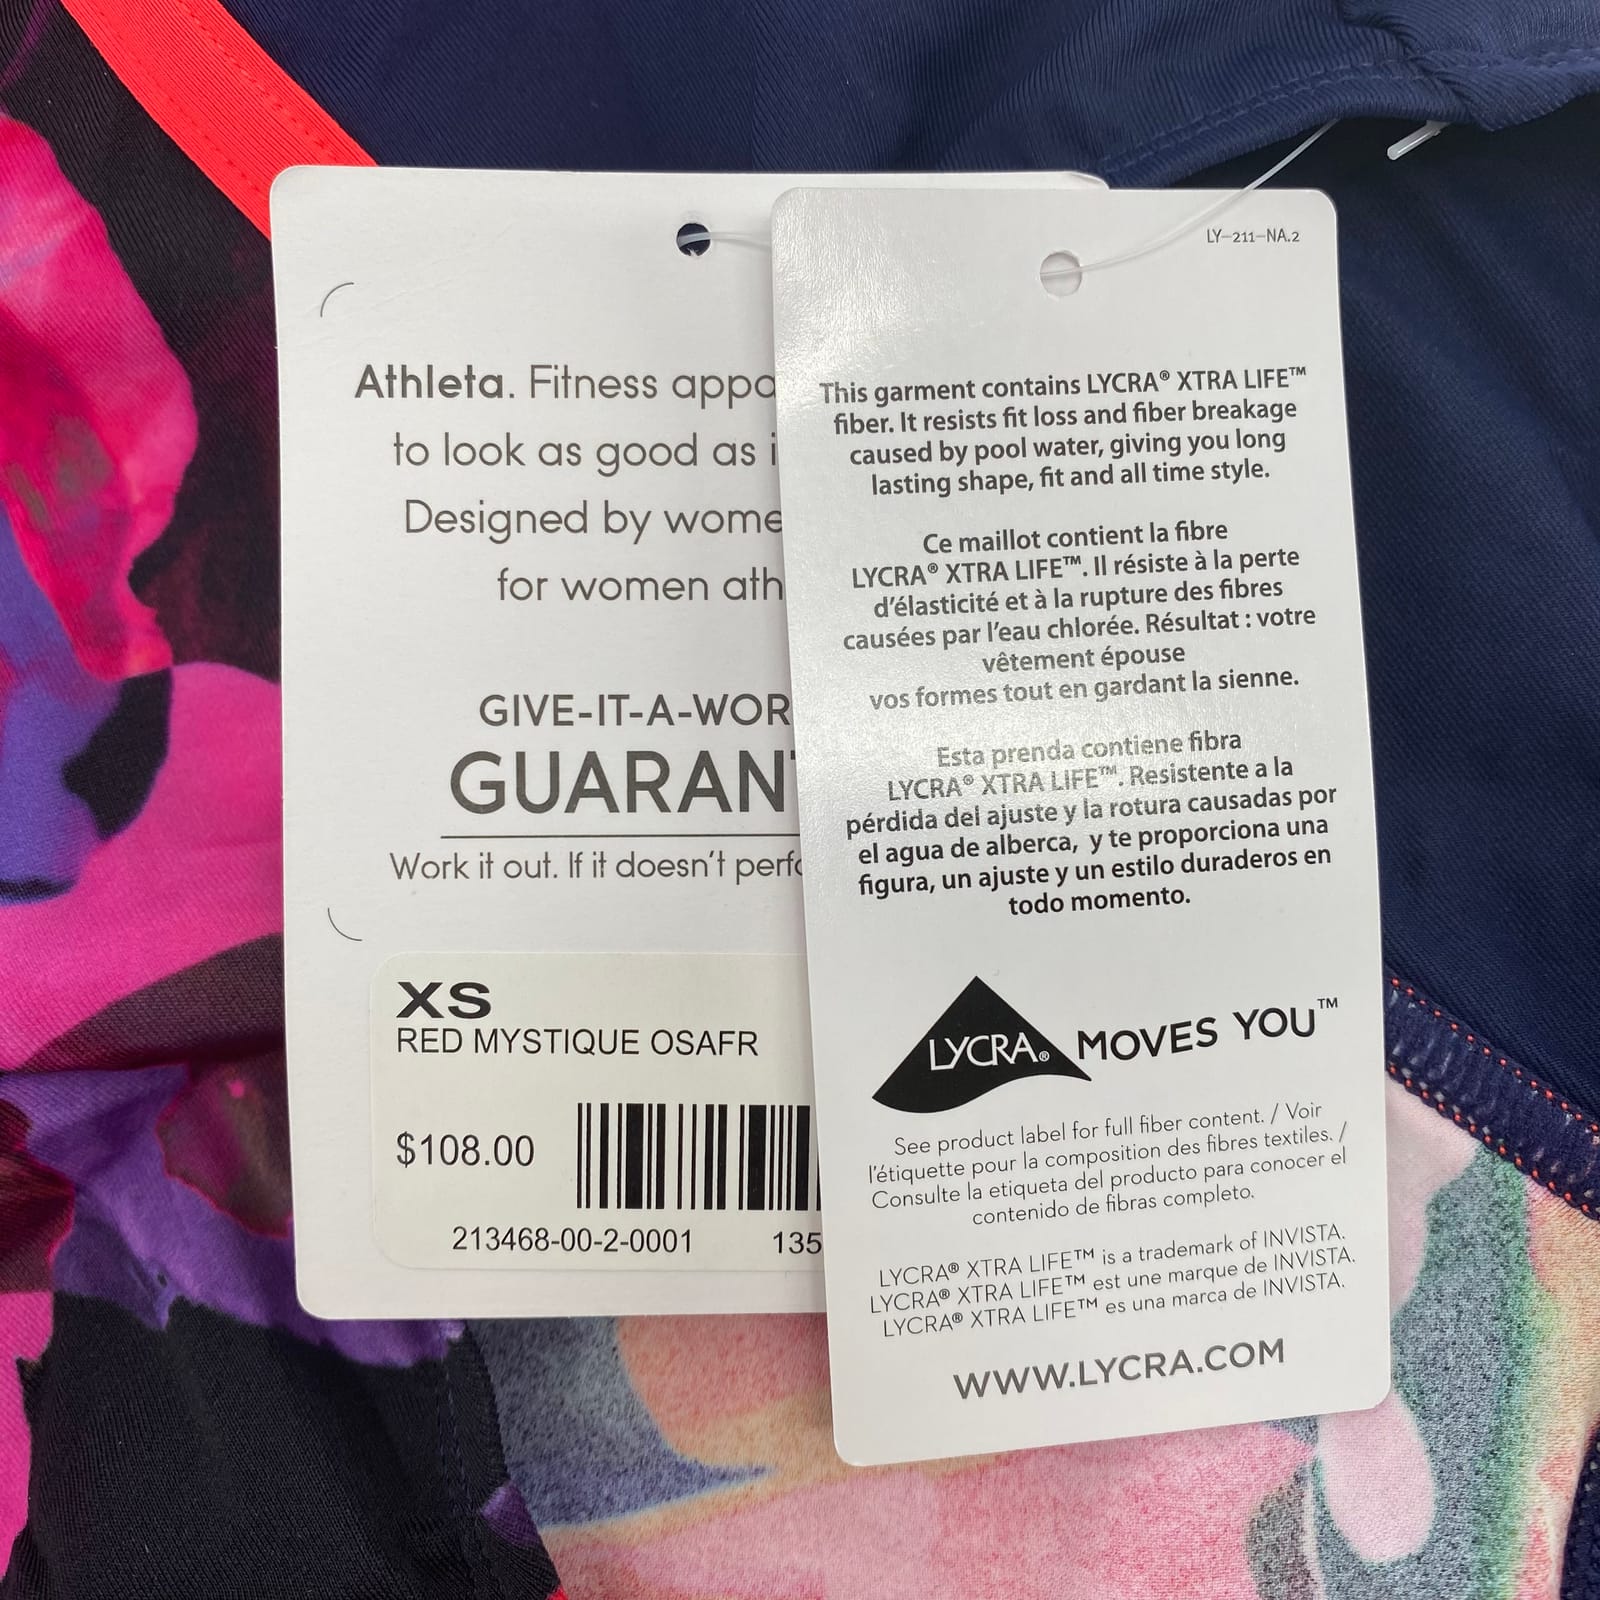 Athleta. Fitness appa
to look as good as i
Designed by wome
for women ath
GIVE-IT-A-WOR
GUARAN
Work it out. If it doesn't perfo
XS
RED MYSTIQUE OSAFR
$108.00
213468-00-2-0001 135
LY-211-NA.2
This garment contains LYCRA® XTRA LIFE™
fiber. It resists fit loss and fiber breakage
caused by pool water, giving you long
lasting shape, fit and all time style.
Ce maillot contient la fibre
LYCRA® XTRA LIFE™. Il résiste à la perte
d'élasticité et à la rupture des fibres
causées par l'eau chlorée. Résultat : votre
vêtement épouse
vos formes tout en gardant la sienne.
Esta prenda contiene fibra
LYCRA® XTRA LIFE™. Resistente a la
pérdida del ajuste y la rotura causadas por
el agua de alberca, y te proporciona una
figura, un ajuste y un estilo duraderos en
todo momento.
LYCRA® MOVES YOU™
See product label for full fiber content. / Voir
l'étiquette pour la composition des fibres textiles. /
Consulte la etiqueta del producto para conocer el
contenido de fibras completo.
LYCRA® XTRA LIFE™ is a trademark of INVISTA.
LYCRA® XTRA LIFE™ est une marque de INVISTA.
LYCRA® XTRA LIFE™ es una marca de INVISTA.
WWW.LYCRA.COM